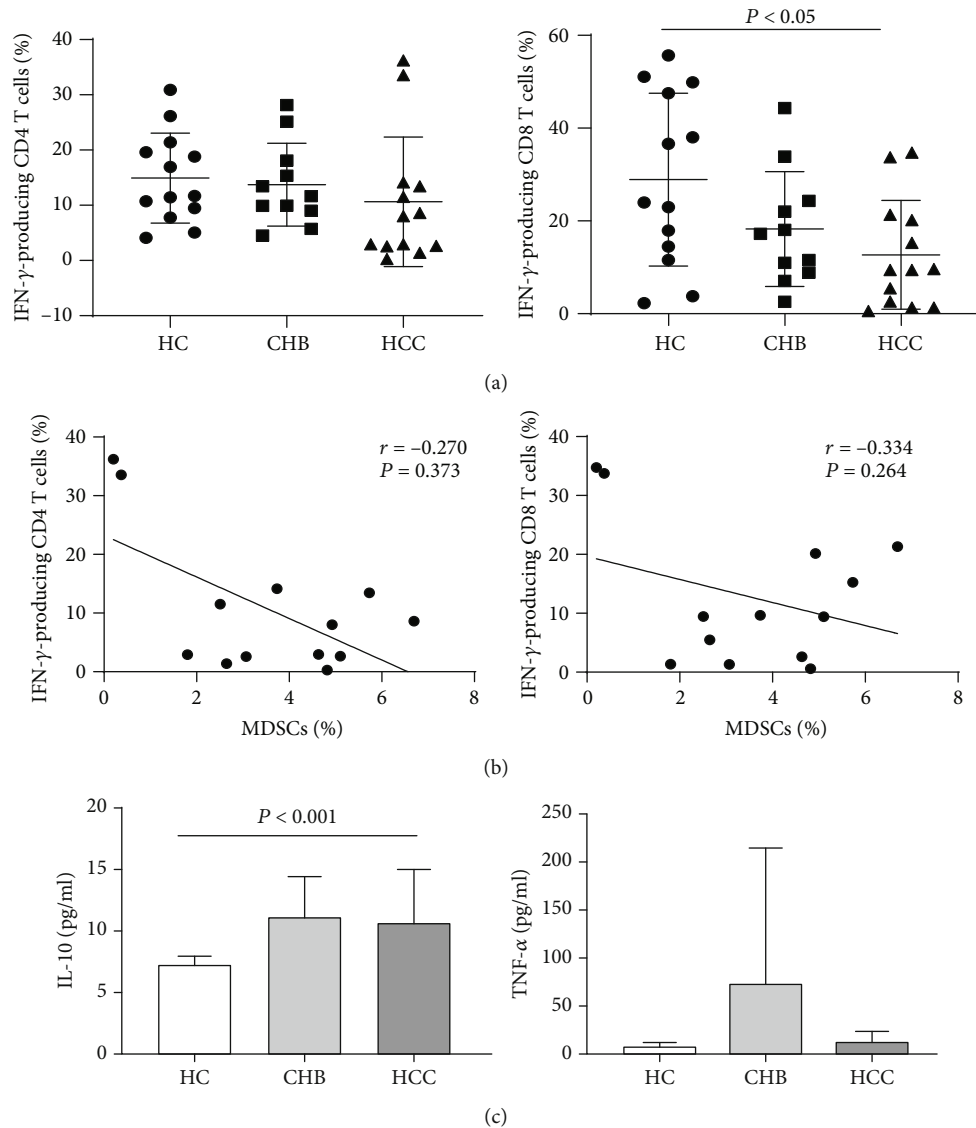 P < 0.05
IFN-γ-producing CD4 T cells (%)
40
30
20
10
0
−10
HC
CHB
HCC
IFN-γ-producing CD8 T cells (%)
60
40
20
0
HC
CHB
HCC
(a)
IFN-γ-producing CD4 T cells (%)
40
30
20
10
0
r = −0.270
P = 0.373
0
2
4
6
8
MDSCs (%)
IFN-γ-producing CD8 T cells (%)
40
30
20
10
0
r = −0.334
P = 0.264
0
2
4
6
8
MDSCs (%)
(b)
IL-10 (pg/ml)
20
15
10
5
0
P < 0.001
HC
CHB
HCC
TNF-α (pg/ml)
250
200
150
100
50
0
HC
CHB
HCC
(c)